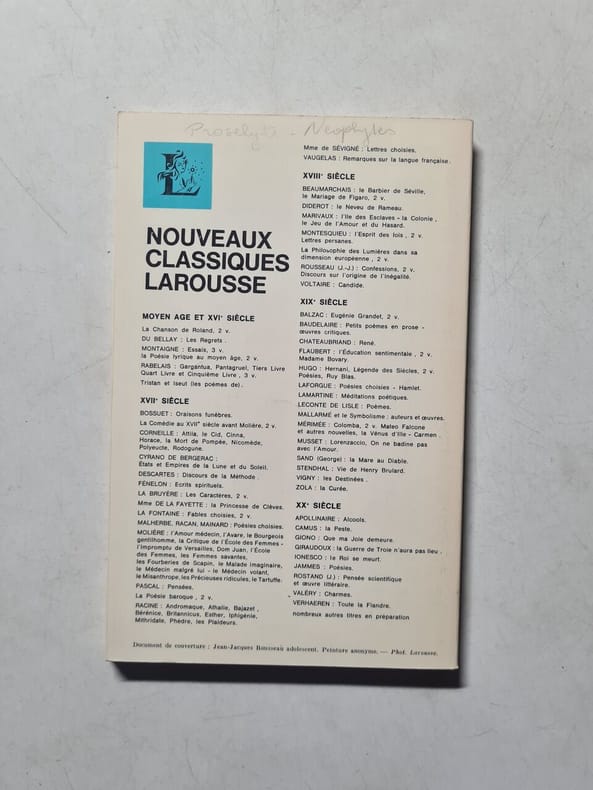 Proselyte - Néophytes
L
NOUVEAUX
CLASSIQUES
LAROUSSE
MOYEN AGE ET XVIᵉ SIÈCLE
La Chanson de Roland, 2 v.
DU BELLAY : Les Regrets.
MONTAIGNE : Essais, 3 v.
la Poésie lyrique au moyen âge, 2 v.
RABELAIS : Gargantua, Pantagruel, Tiers Livre
Quart Livre et Cinquième Livre, 3 v.
Tristan et Iseut (les poèmes de).
XVIIᵉ SIÈCLE
BOSSUET : Oraisons funèbres.
La Comédie au XVIIᵉ siècle avant Molière, 2 v.
CORNEILLE : Attila, le Cid, Cinna,
Horace, la Mort de Pompée, Nicomède,
Polyeucte, Rodogune.
CYRANO DE BERGERAC :
États et Empires de la Lune et du Soleil.
DESCARTES : Discours de la Méthode.
FÉNELON : Écrits spirituels.
LA BRUYÈRE : Les Caractères, 2 v.
Mme DE LA FAYETTE : la Princesse de Clèves.
LA FONTAINE : Fables choisies, 2 v.
MALHERBE, RACAN, MAINARD : Poésies choisies.
MOLIÈRE : l'Amour médecin, l'Avare, le Bourgeois
gentilhomme, la Critique de l'École des Femmes -
l'Impromptu de Versailles, Dom Juan, l'École
des Femmes, les Femmes savantes,
les Fourberies de Scapin, le Malade imaginaire,
le Médecin malgré lui - le Médecin volant,
le Misanthrope, les Précieuses ridicules, le Tartuffe.
PASCAL : Pensées.
La Poésie baroque, 2 v.
RACINE : Andromaque, Athalie, Bajazet,
Bérénice, Britannicus, Esther, Iphigénie,
Mithridate, Phèdre, les Plaideurs.
Mme de SÉVIGNÉ : Lettres choisies.
VAUGELAS : Remarques sur la langue française.
XVIIIᵉ SIÈCLE
BEAUMARCHAIS : le Barbier de Séville,
le Mariage de Figaro, 2 v.
DIDEROT : le Neveu de Rameau.
MARIVAUX : l'Ile des Esclaves - la Colonie,
le Jeu de l'Amour et du Hasard.
MONTESQUIEU : l'Esprit des lois, 2 v.
Lettres persanes.
La Philosophie des Lumières dans sa
dimension européenne, 2 v.
ROUSSEAU (J.-J.) : Confessions, 2 v.
Discours sur l'origine de l'Inégalité.
VOLTAIRE : Candide.
XIXᵉ SIÈCLE
BALZAC : Eugénie Grandet, 2 v.
BAUDELAIRE : Petits poèmes en prose -
œuvres critiques.
CHATEAUBRIAND : René.
FLAUBERT : l'Éducation sentimentale, 2 v.
Madame Bovary.
HUGO : Hernani, Légende des Siècles, 2 v.
Poésies, Ruy Blas.
LAFORGUE : Poésies choisies - Hamlet.
LAMARTINE : Méditations poétiques.
LECONTE DE LISLE : Poèmes.
MALLARMÉ et le Symbolisme : auteurs et œuvres.
MÉRIMÉE : Colomba, 2 v. Mateo Falcone
et autres nouvelles, la Vénus d'Ille - Carmen.
MUSSET : Lorenzaccio, On ne badine pas
avec l'Amour.
SAND (George) : la Mare au Diable.
STENDHAL : Vie de Henry Brulard.
VIGNY : les Destinées.
ZOLA : la Curée.
XXᵉ SIÈCLE
APOLLINAIRE : Alcools.
CAMUS : la Peste.
GIONO : Que ma Joie demeure.
GIRAUDOUX : la Guerre de Troie n'aura pas lieu.
IONESCO : le Roi se meurt.
JAMMES : Poésies.
ROSTAND (J.) : Pensée scientifique
et œuvre littéraire.
VALÉRY : Charmes.
VERHAEREN : Toute la Flandre.
nombreux autres titres en préparation
Document de couverture : Jean-Jacques Rousseau adolescent. Peinture anonyme. — Phot. Larousse.